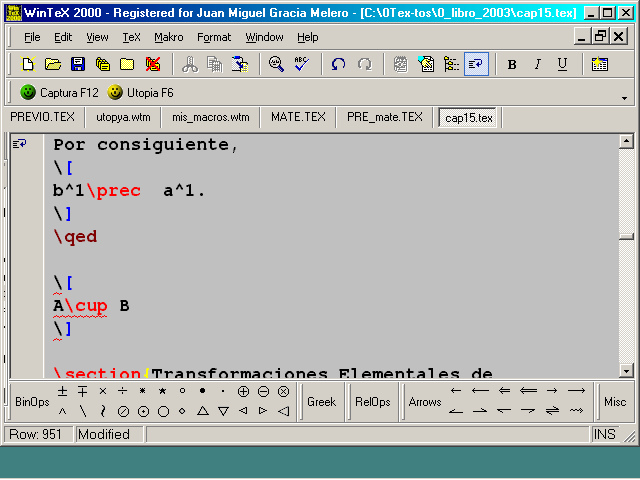 WinTeX 2000 - Registered for Juan Miguel Gracia Melero - [C:\0Tex-tos\0_libro_2003\cap15.tex]
File Edit View TeX Makro Format Window Help
ABC B I U
Captura F12 Utopia F6
PREVIO.TEX utopya.wtm mis_macros.wtm MATE.TEX PRE_mate.TEX cap15.tex
Por consiguiente,
\[
b^1\prec a^1.
\]
\qed
\[
A\cup B
\]
\section{Transformaciones Elementales de
BinOps Greek RelOps Arrows Misc
Row: 951 Modified INS